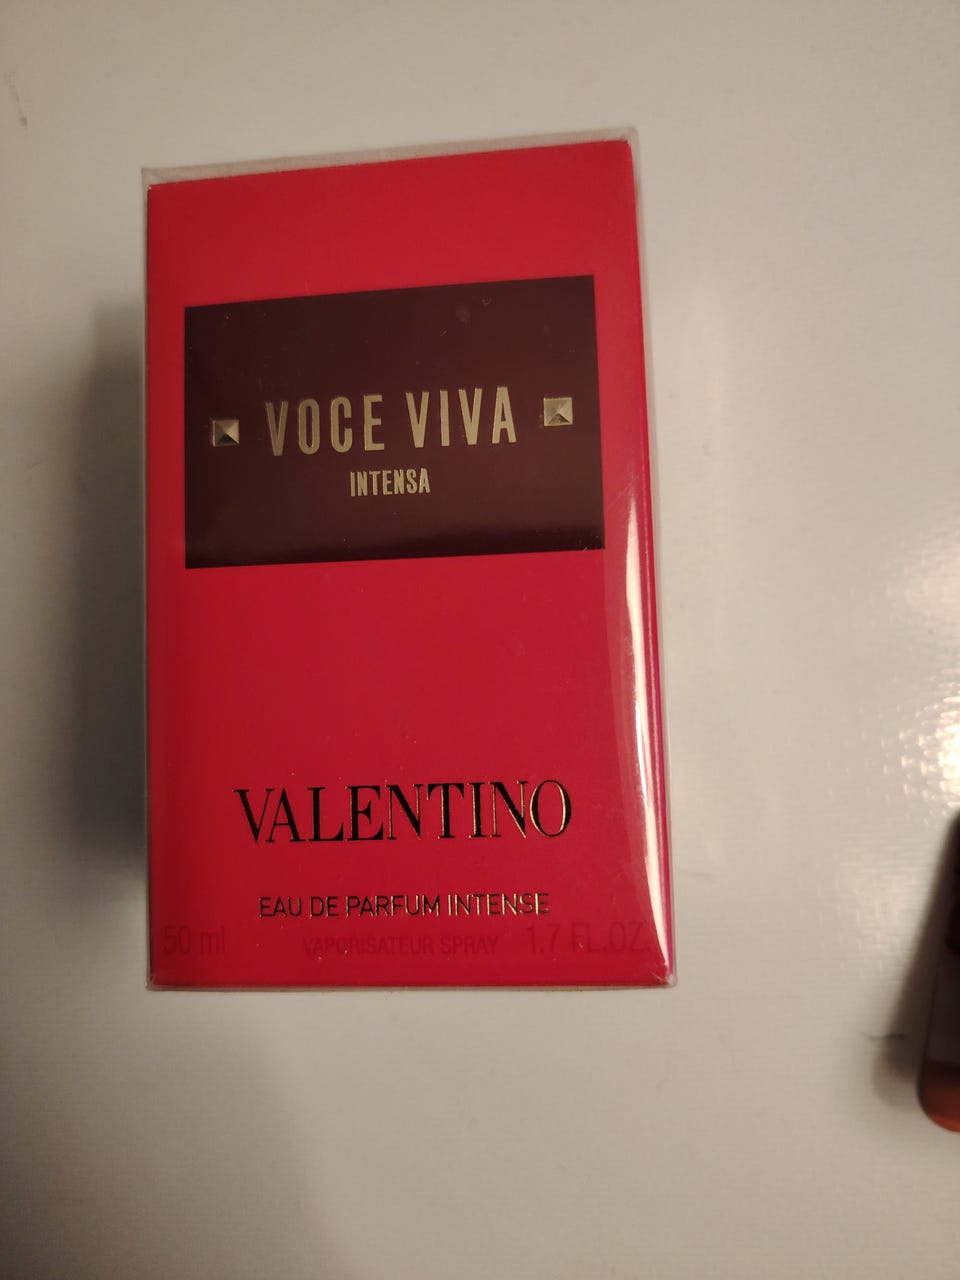 VOCE VIVA
INTENSA
VALENTINO
EAU DE PARFUM INTENSE
50 ml VAPORISATEUR SPRAY 1.7 FL.OZ.